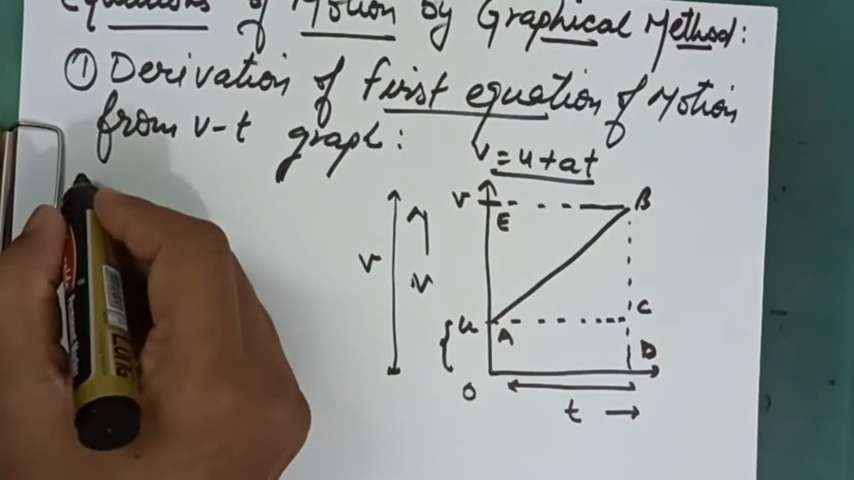 Equations of Motion by Graphical Method:
① Derivation of first equation of Motion
from v-t graph:
v = u + at
v
E
B
v
v
u
A
C
D
O
t